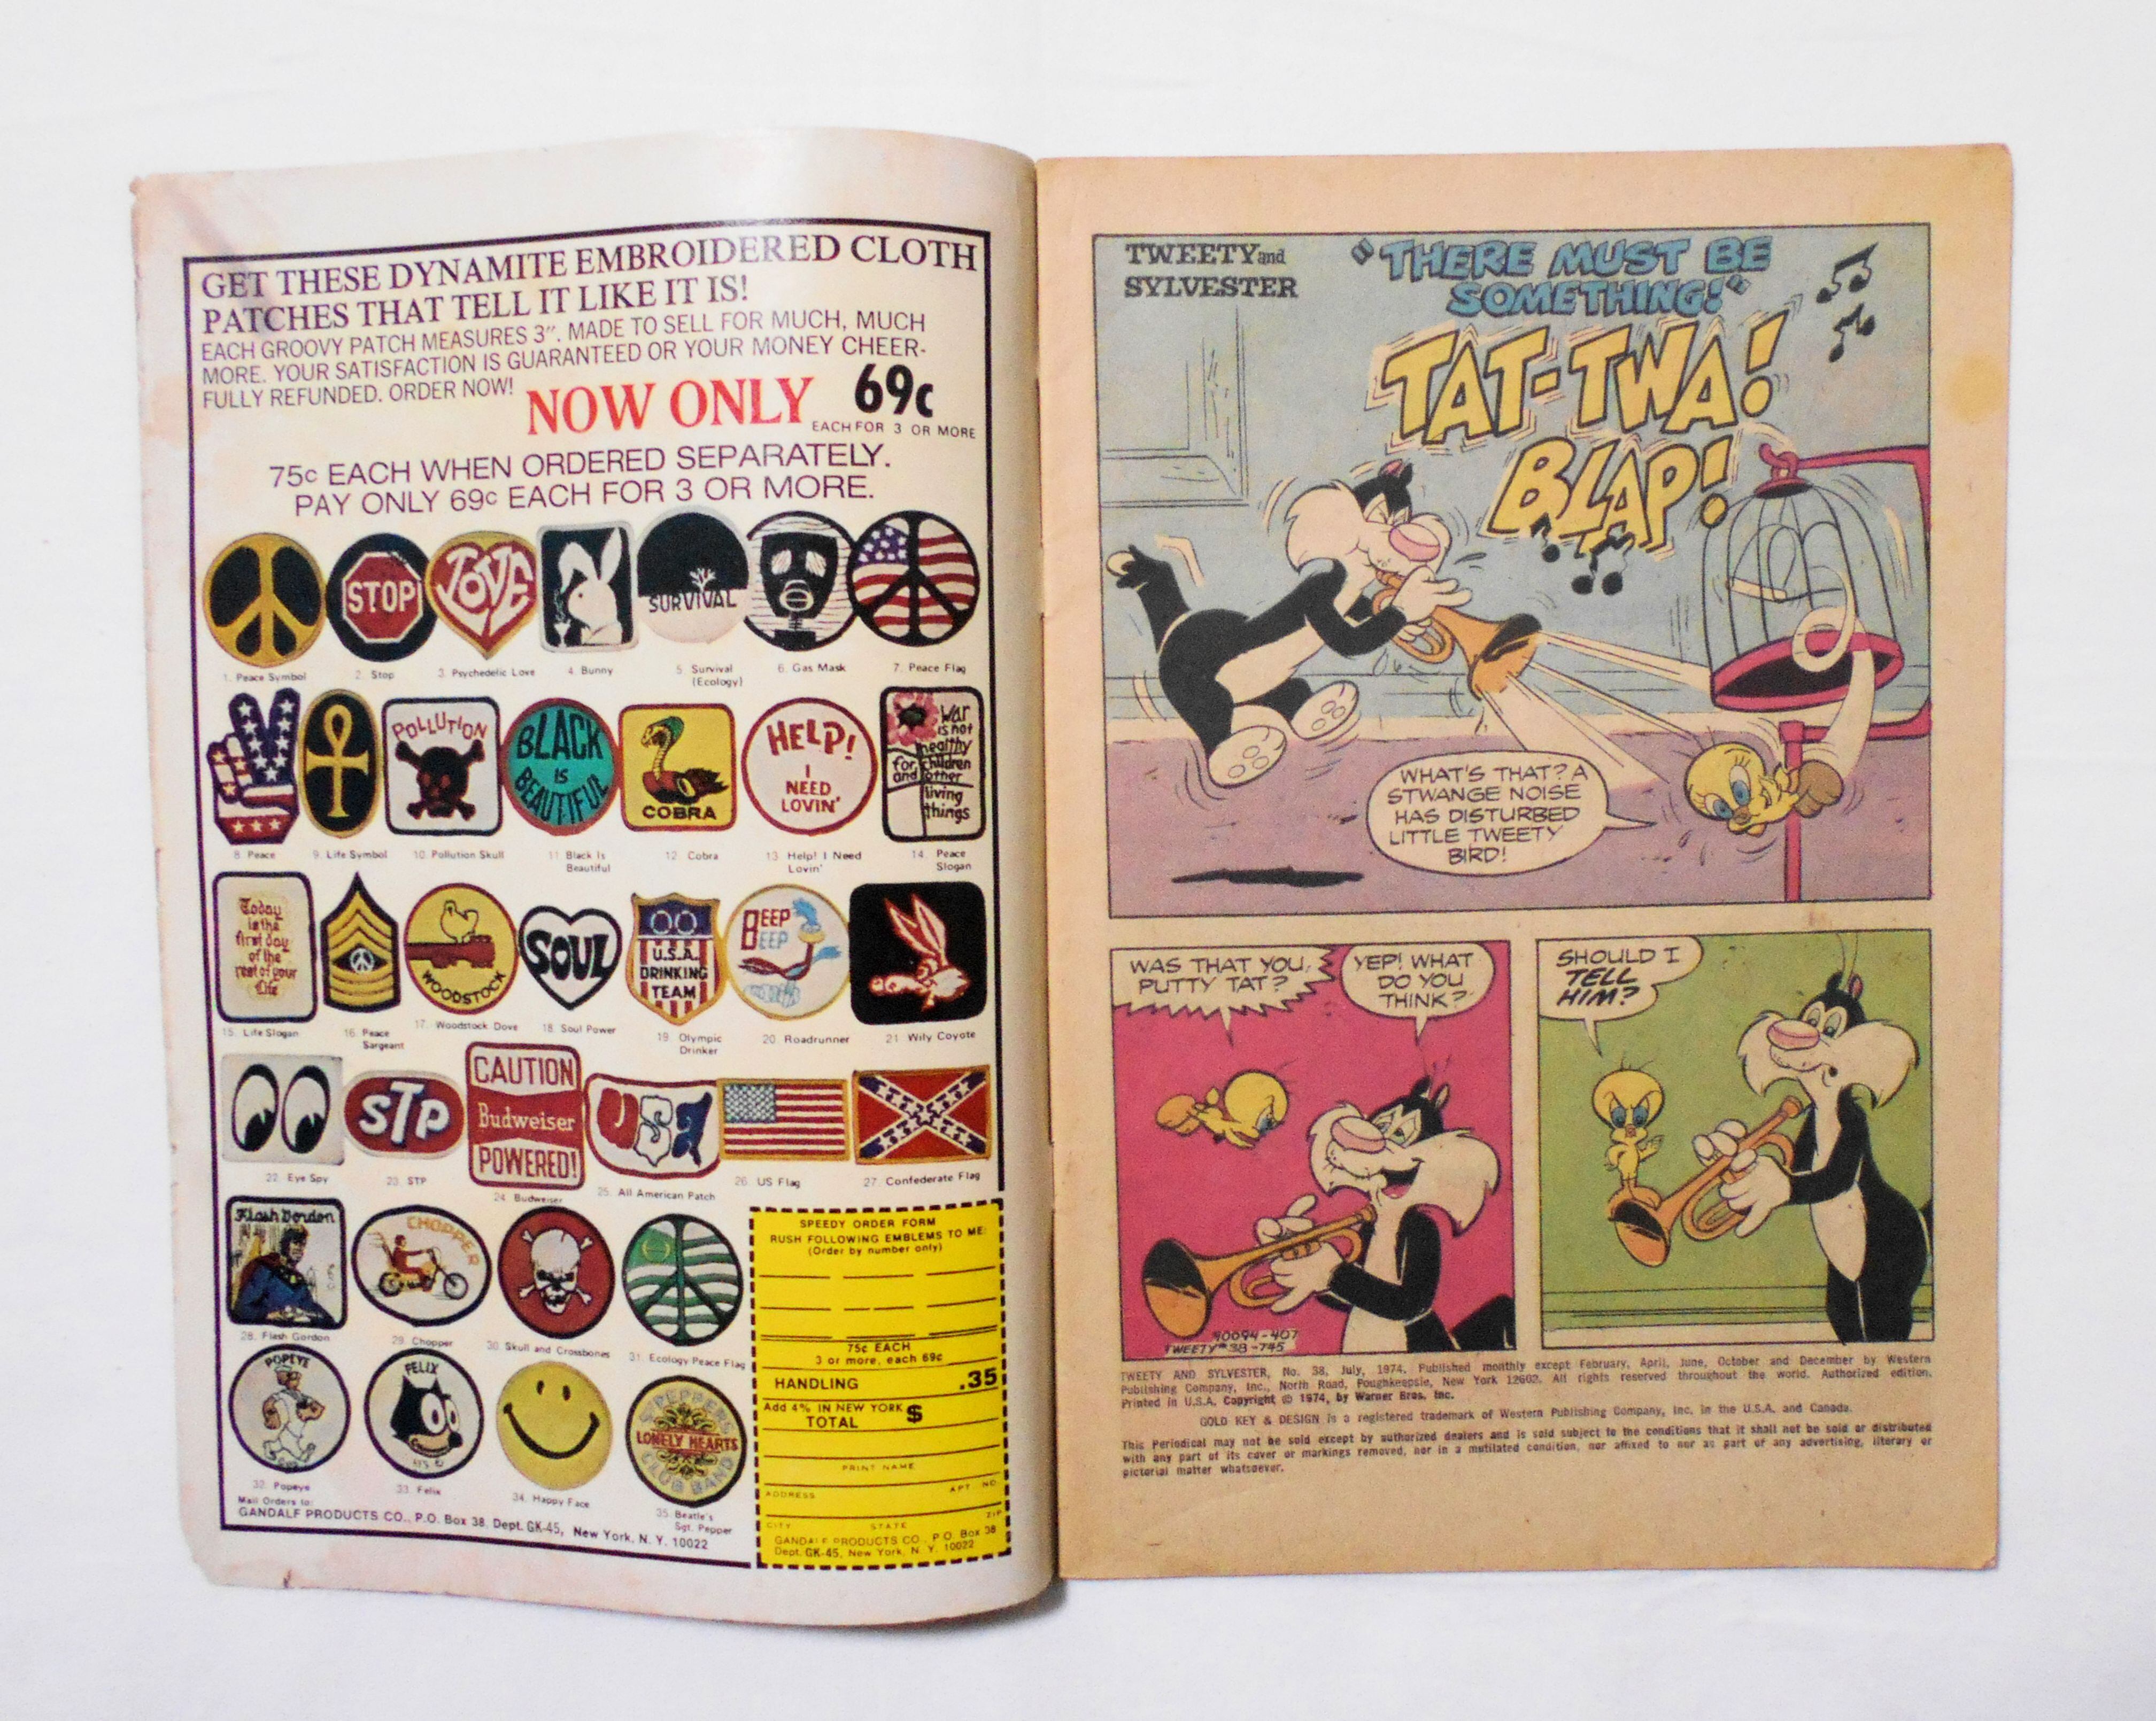 GET THESE DYNAMITE EMBROIDERED CLOTH
PATCHES THAT TELL IT LIKE IT IS!
EACH GROOVY PATCH MEASURES 3". MADE TO SELL FOR MUCH, MUCH
MORE. YOUR SATISFACTION IS GUARANTEED OR YOUR MONEY CHEER-
FULLY REFUNDED. ORDER NOW!
NOW ONLY 69c
EACH FOR 3 OR MORE
75c EACH WHEN ORDERED SEPARATELY.
PAY ONLY 69c EACH FOR 3 OR MORE.
STOP
LOVE
SURVIVAL
1. Peace Symbol
2. Stop
3. Psychedelic Love
4. Bunny
5. Survival
(Ecology)
6. Gas Mask
7. Peace Flag
POLLUTION
BLACK
IS
BEAUTIFUL
COBRA
HELP!
I
NEED
LOVIN'
War
is not
healthy
for children
and other
living
things
8. Peace
9. Life Symbol
10. Pollution Skull
11. Black Is
Beautiful
12. Cobra
13. Help! I Need
Lovin'
14. Peace
Slogan
Today
is the
first day
of the
rest of your
Life
WOODSTOCK
SOUL
U.S.A.
DRINKING
TEAM
BEEP
BEEP
15. Life Slogan
16. Peace
Sargeant
17. Woodstock Dove
18. Soul Power
19. Olympic
Drinker
20. Roadrunner
21. Wily Coyote
STP
CAUTION
Budweiser
POWERED!
USA
22. Eye Spy
23. STP
24. Budweiser
25. All American Patch
26. US Flag
27. Confederate Flag
Flash Gordon
CHOPPER
28. Flash Gordon
29. Chopper
30. Skull and Crossbones
31. Ecology Peace Flag
POPEYE
FELIX
SGT. PEPPERS
LONELY HEARTS
CLUB BAND
32. Popeye
33. Felix
34. Happy Face
35. Beatle's
Sgt. Pepper
Mail Orders to:
GANDALF PRODUCTS CO., P.O. Box 38, Dept. GK-45, New York, N. Y. 10022
SPEEDY ORDER FORM
RUSH FOLLOWING EMBLEMS TO ME:
(Order by number only)
75c EACH
3 or more, each 69c
HANDLING .35
Add 4% IN NEW YORK
TOTAL $
PRINT NAME
ADDRESS APT. NO.
CITY STATE ZIP
GANDALF PRODUCTS CO., P.O. Box 38
Dept. GK-45, New York, N. Y. 10022
TWEETY and
SYLVESTER
"THERE MUST BE
SOMETHING!"
TAT-TWA!
BLAP!
WHAT'S THAT? A
STWANGE NOISE
HAS DISTURBED
LITTLE TWEETY
BIRD!
WAS THAT YOU,
PUTTY TAT?
YEP! WHAT
DO YOU
THINK?
SHOULD I
TELL
HIM?
90094-407
TWEETY #38-745
TWEETY AND SYLVESTER, No. 38, July, 1974. Published monthly except February, April, June, October and December by Western
Publishing Company, Inc., North Road, Poughkeepsie, New York 12602. All rights reserved throughout the world. Authorized edition.
Printed in U.S.A. Copyright © 1974, by Warner Bros. Inc.
GOLD KEY & DESIGN is a registered trademark of Western Publishing Company, Inc. in the U.S.A. and Canada.
This Periodical may not be sold except by authorized dealers and is sold subject to the conditions that it shall not be sold or distributed
with any part of its cover or markings removed, nor in a mutilated condition, nor affixed to nor as part of any advertising, literary or
pictorial matter whatsoever.